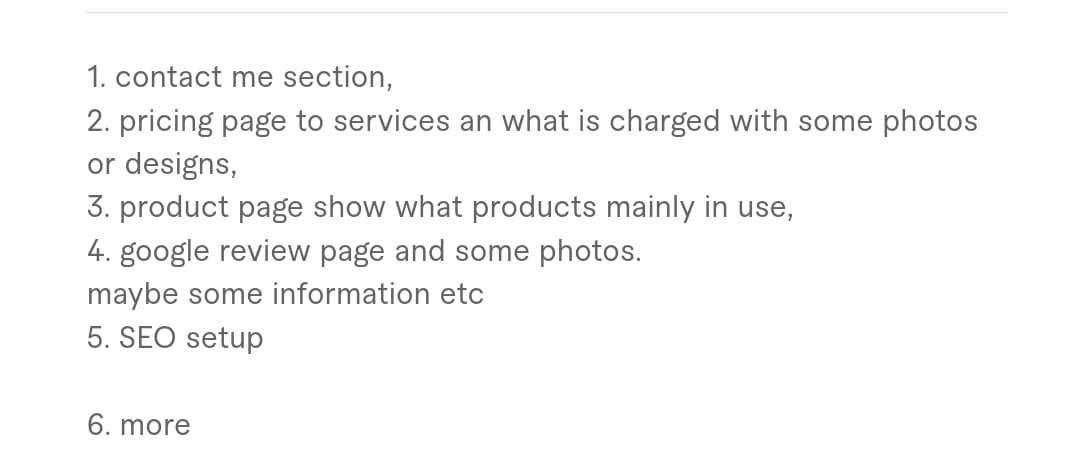 1. contact me section,
2. pricing page to services an what is charged with some photos
or designs,
3. product page show what products mainly in use,
4. google review page and some photos.
maybe some information etc
5. SEO setup
6. more